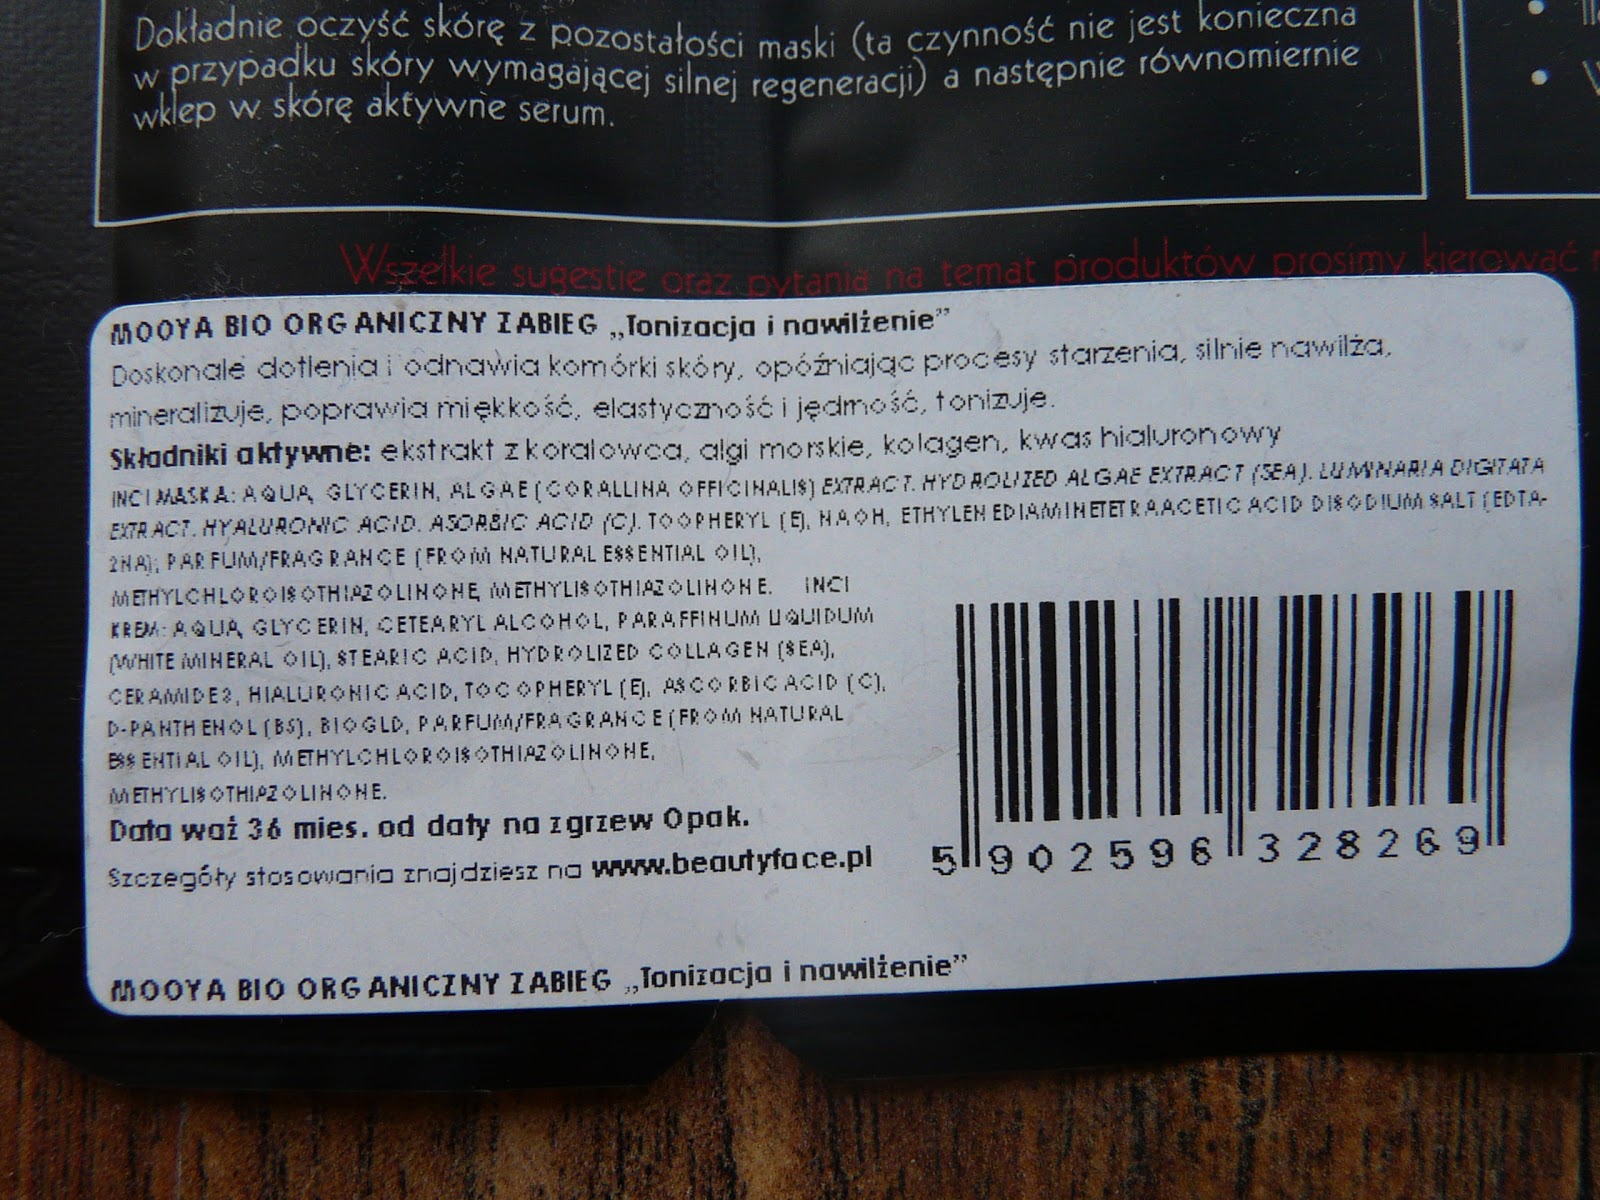 Dokładnie oczyść skórę z pozostałości maski (ta czynność nie jest konieczna
w przypadku skóry wymagającej silnej regeneracji) a następnie równomiernie
wklep w skórę aktywne serum.
Wszelkie sugestie oraz pytania na temat produktów prosimy kierować
MOOYA BIO ORGANICZNY ZABIEG „Tonizacja i nawilżenie”
Doskonale dotlenia i odnawia komórki skóry, opóźniając procesy starzenia, silnie nawilża,
mineralizuje, poprawia miękkość, elastyczność i jędrność, tonizuje.
Składniki aktywne: ekstrakt z koralowca, algi morskie, kolagen, kwas hialuronowy
INCI MASKA: AQUA, GLYCERIN, ALGAE (CORALLINA OFFICINALIS) EXTRACT. HYDROLIZED ALGAE EXTRACT (SEA). LUMINARIA DIGITATA
EXTRACT. HYALURONIC ACID. ASORBIC ACID (C). TOOPHERYL (E), NAOH, ETHYLENEDIAMINETETRAACETIC ACID DISODIUM SALT (EDTA-
2NA), PARFUM/FRAGRANCE (FROM NATURAL ESSENTIAL OIL),
METHYLCHLOROISOTHIAZOLINONE, METHYLISOTHIAZOLINONE. INCI
KREM: AQUA, GLYCERIN, CETEARYL ALCOHOL, PARAFFINUM LIQUIDUM
(WHITE MINERAL OIL), STEARIC ACID, HYDROLIZED COLLAGEN (SEA),
CERAMIDE3, HIALURONIC ACID, TOCOPHERYL (E), ASCORBIC ACID (C),
D-PANTHENOL (B5), BIOGLD, PARFUM/FRAGRANCE (FROM NATURAL
ESSENTIAL OIL), METHYLCHLOROISOTHIAZOLINONE,
METHYLISOTHIAZOLINONE.
Data waż 36 mies. od daty na zgrzew Opak.
Szczegóły stosowania znajdziesz na www.beautyface.pl
5 902596 328269
MOOYA BIO ORGANICZNY ZABIEG „Tonizacja i nawilżenie”